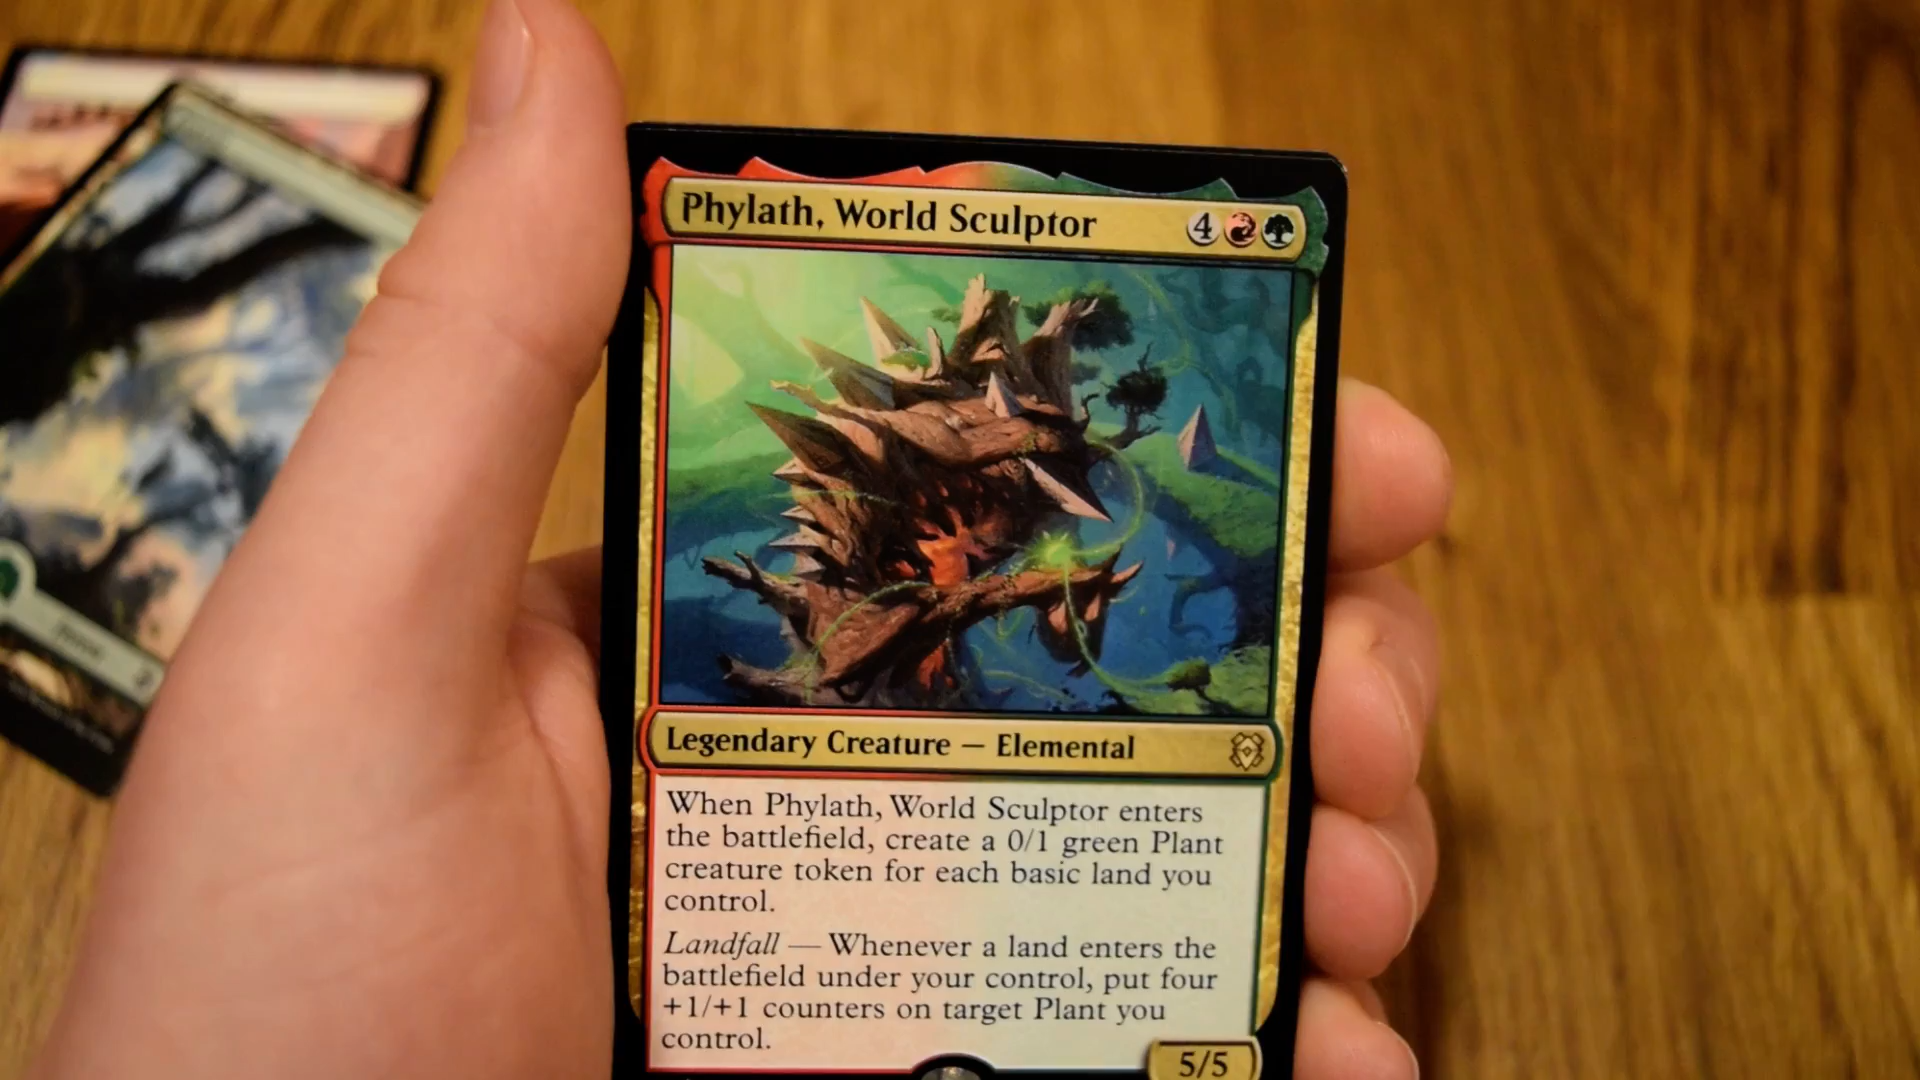 Phylath, World Sculptor 4
Legendary Creature — Elemental
When Phylath, World Sculptor enters
the battlefield, create a 0/1 green Plant
creature token for each basic land you
control.
Landfall — Whenever a land enters the
battlefield under your control, put four
+1/+1 counters on target Plant you
control.
5/5